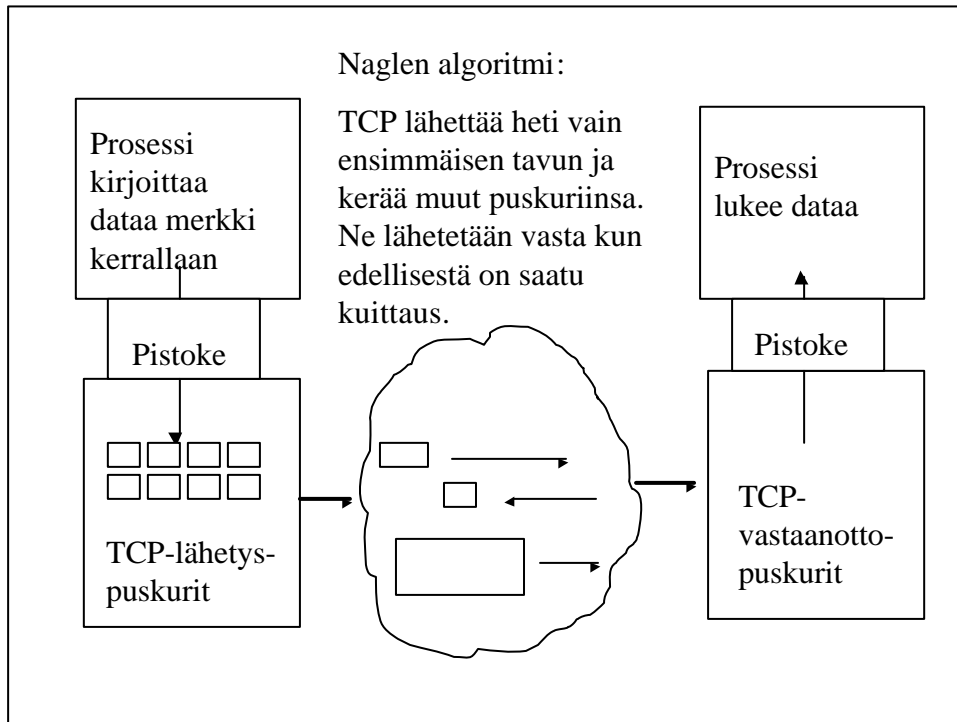 Naglen algoritmi:
TCP lähettää heti vain
ensimmäisen tavun ja
kerää muut puskuriinsa.
Ne lähetetään vasta kun
edellisestä on saatu
kuittaus.
Prosessi
kirjoittaa
dataa merkki
kerrallaan
Prosessi
lukee dataa
Pistoke
Pistoke
TCP-lähetys-
puskurit
TCP-
vastaanotto-
puskurit